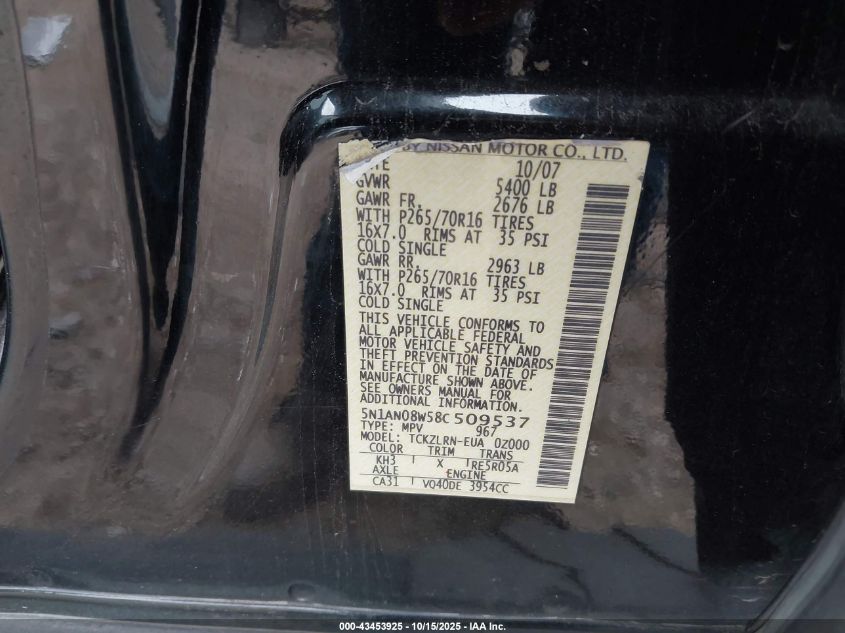 BY NISSAN MOTOR CO., LTD.
10/07
GVWR 5400 LB
GAWR FR. 2676 LB
WITH P265/70R16 TIRES
16X7.0 RIMS AT 35 PSI
COLD SINGLE
GAWR RR. 2963 LB
WITH P265/70R16 TIRES
16X7.0 RIMS AT 35 PSI
COLD SINGLE
THIS VEHICLE CONFORMS TO
ALL APPLICABLE FEDERAL
MOTOR VEHICLE SAFETY AND
THEFT PREVENTION STANDARDS
IN EFFECT ON THE DATE OF
MANUFACTURE SHOWN ABOVE.
SEE OWNERS MANUAL FOR
ADDITIONAL INFORMATION.
5N1AN08W58C509537
TYPE: MPV 967
MODEL: TCKZLRN-EUA 0Z000
COLOR TRIM TRANS
KH3 X RE5R05A
AXLE ENGINE
CA31 VQ40DE 3954CC
000-43453925 - 10/15/2025 - IAA Inc.